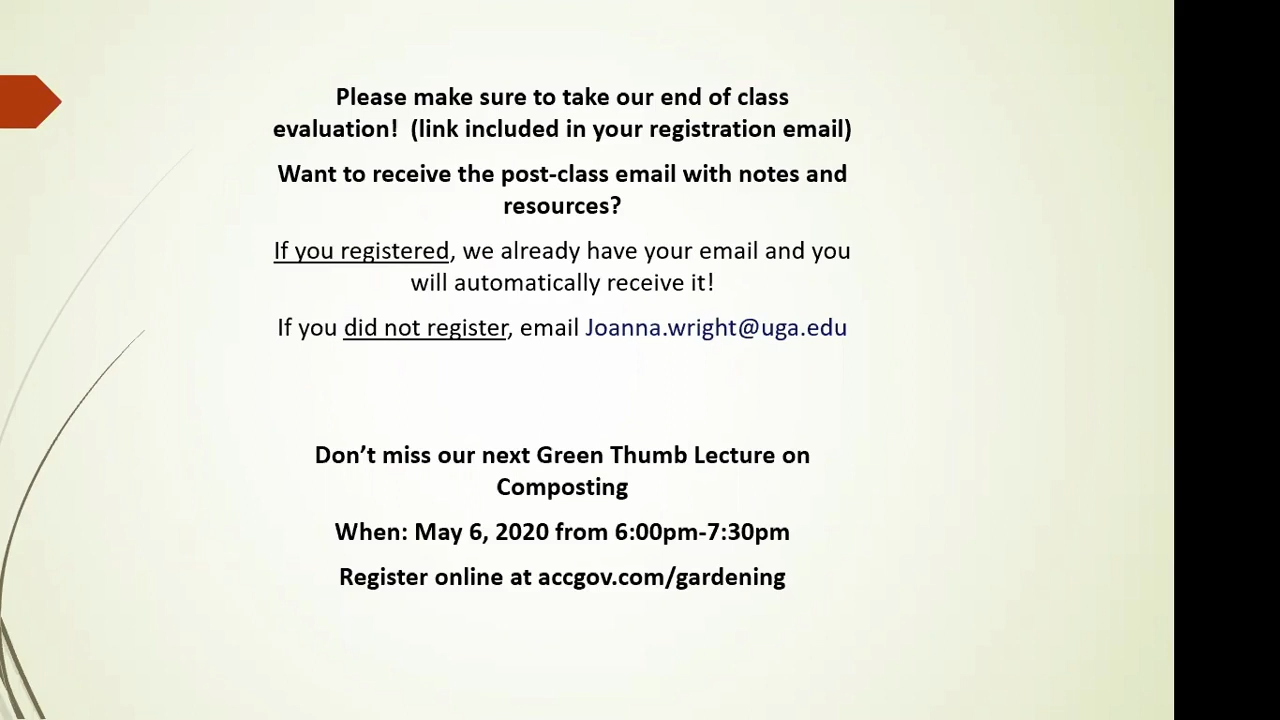 Please make sure to take our end of class
evaluation!  (link included in your registration email)
Want to receive the post-class email with notes and
resources?
If you registered, we already have your email and you
will automatically receive it!
If you did not register, email Joanna.wright@uga.edu
Don’t miss our next Green Thumb Lecture on
Composting
When: May 6, 2020 from 6:00pm-7:30pm
Register online at accgov.com/gardening